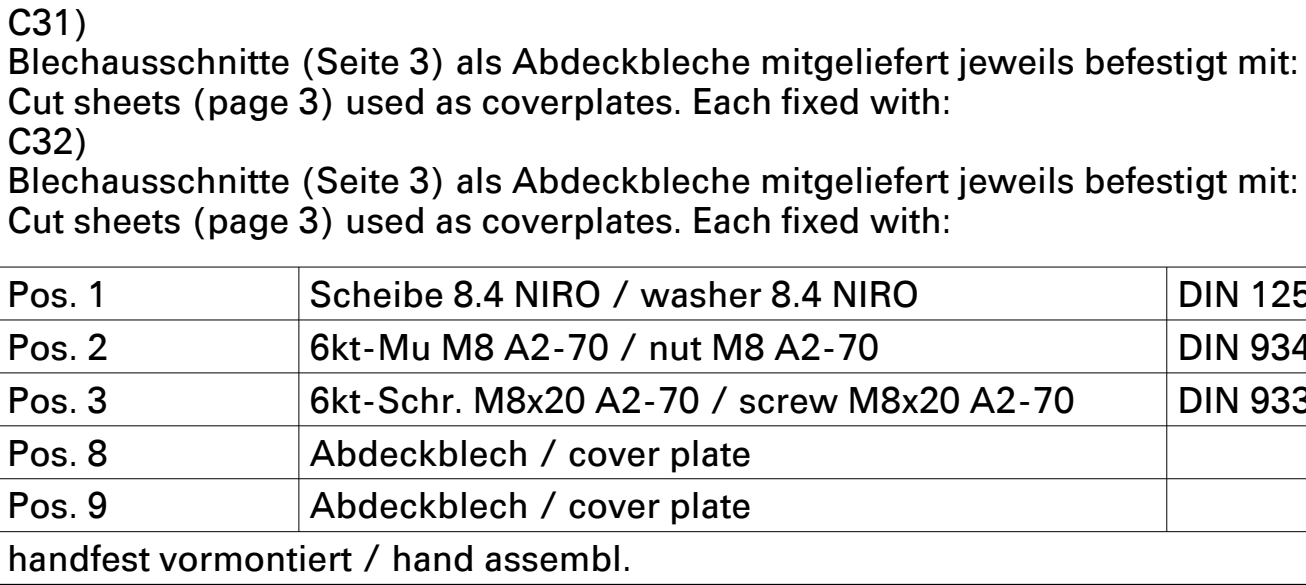 C31)
Blechausschnitte (Seite 3) als Abdeckbleche mitgeliefert jeweils befestigt mit:
Cut sheets (page 3) used as coverplates. Each fixed with:
C32)
Blechausschnitte (Seite 3) als Abdeckbleche mitgeliefert jeweils befestigt mit:
Cut sheets (page 3) used as coverplates. Each fixed with:
Pos. 1 Scheibe 8.4 NIRO / washer 8.4 NIRO DIN 125
Pos. 2 6kt-Mu M8 A2-70 / nut M8 A2-70 DIN 934
Pos. 3 6kt-Schr. M8x20 A2-70 / screw M8x20 A2-70 DIN 933
Pos. 8 Abdeckblech / cover plate
Pos. 9 Abdeckblech / cover plate
handfest vormontiert / hand assembl.